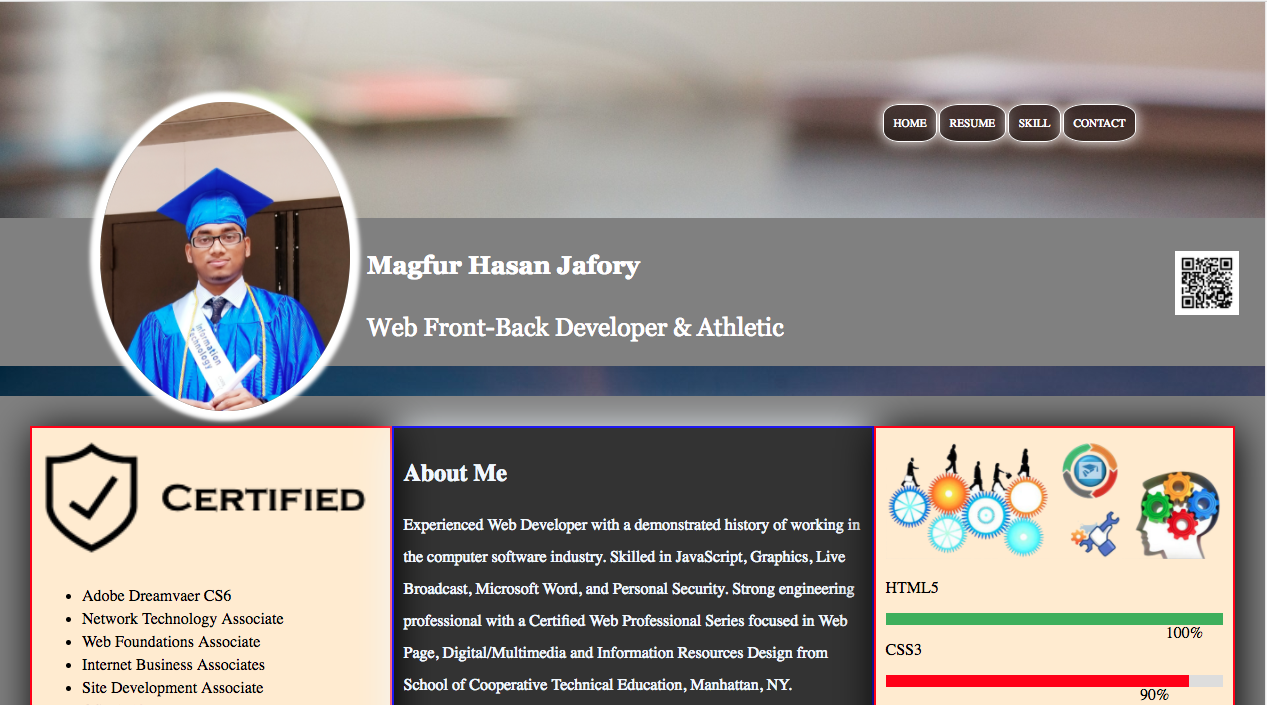 HOME RESUME SKILL CONTACT
Magfur Hasan Jafory
Web Front-Back Developer & Athletic
Information
Technology
CERTIFIED
Adobe Dreamvaer CS6
Network Technology Associate
Web Foundations Associate
Internet Business Associates
Site Development Associate
About Me
Experienced Web Developer with a demonstrated history of working in
the computer software industry. Skilled in JavaScript, Graphics, Live
Broadcast, Microsoft Word, and Personal Security. Strong engineering
professional with a Certified Web Professional Series focused in Web
Page, Digital/Multimedia and Information Resources Design from
School of Cooperative Technical Education, Manhattan, NY.
HTML5
100%
CSS3
90%